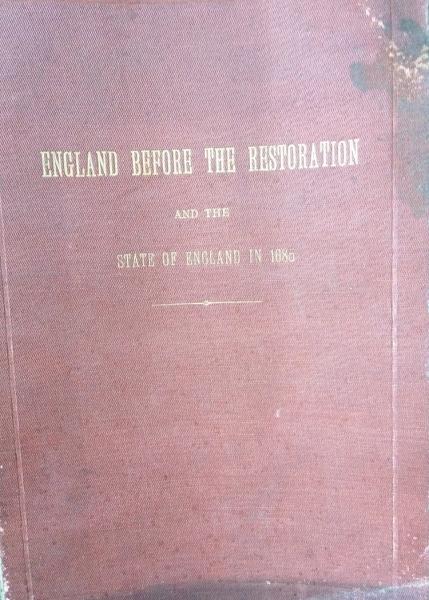 ENGLAND BEFORE THE RESTORATION
AND THE
STATE OF ENGLAND IN 1685